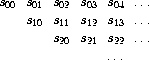 s₀₀ s₀₁ s₀₂ s₀₃ s₀₄ ...
s₁₀ s₁₁ s₁₂ s₁₃ ...
s₂₀ s₂₁ s₂₂ ...
...